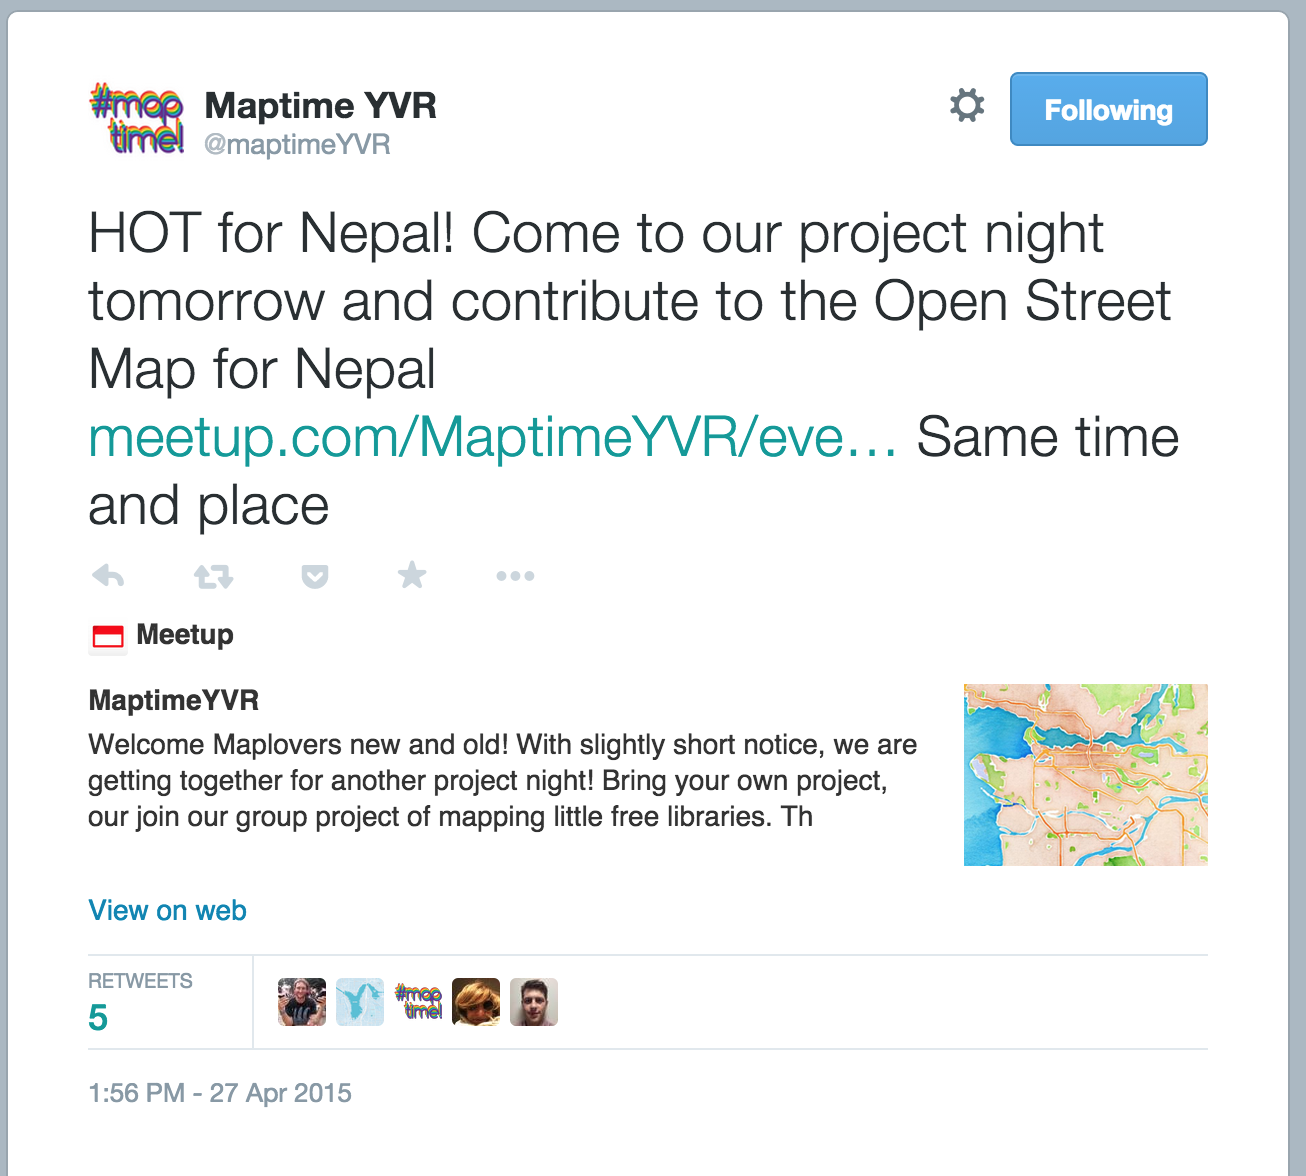 #map
time!
Maptime YVR
@maptimeYVR
Following
HOT for Nepal! Come to our project night
tomorrow and contribute to the Open Street
Map for Nepal
meetup.com/MaptimeYVR/eve… Same time
and place
Meetup
MaptimeYVR
Welcome Maplovers new and old! With slightly short notice, we are
getting together for another project night! Bring your own project,
our join our group project of mapping little free libraries. Th
View on web
RETWEETS
5
#map
time!
1:56 PM - 27 Apr 2015